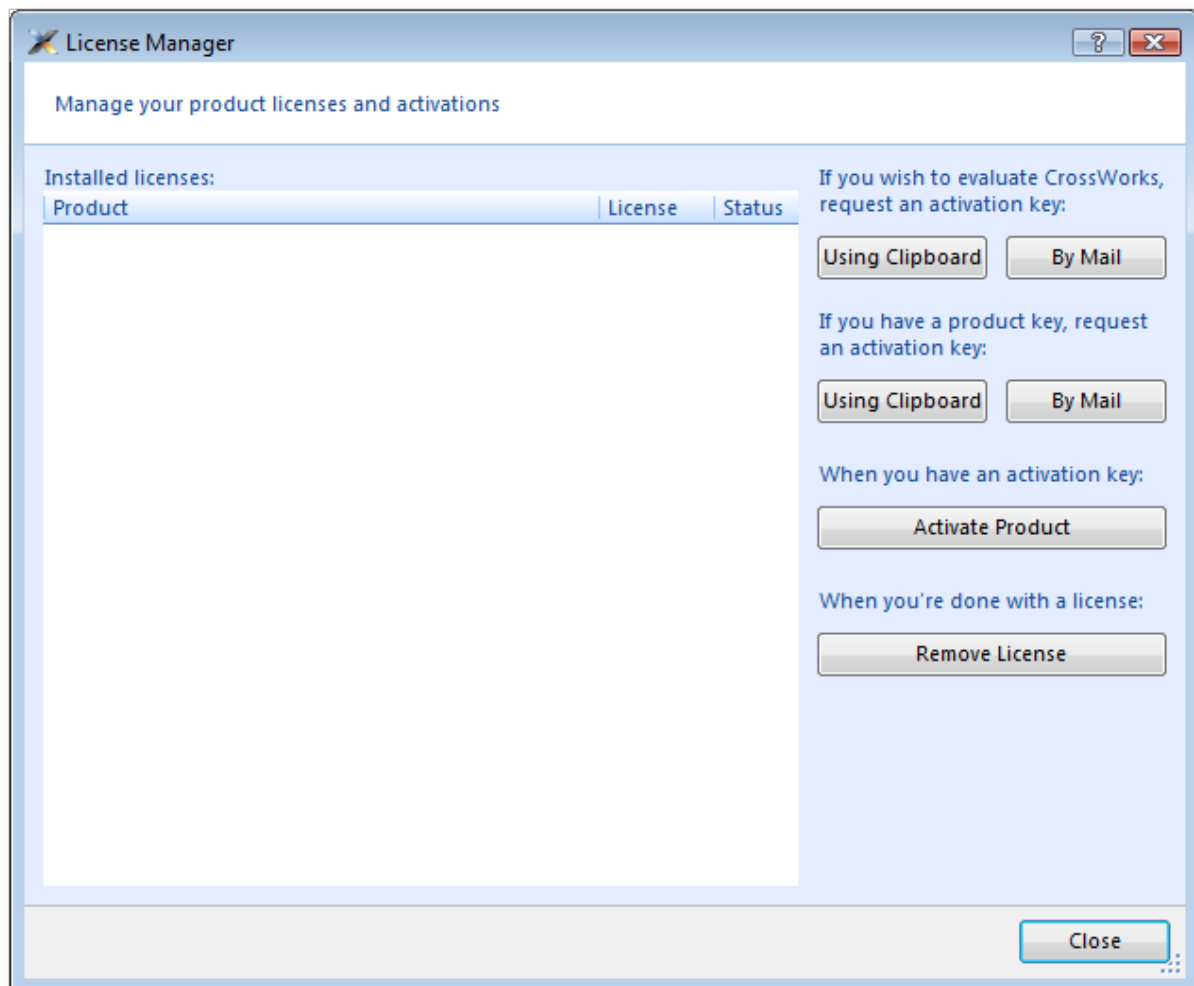 License Manager
Manage your product licenses and activations
Installed licenses:
Product License Status
If you wish to evaluate CrossWorks,
request an activation key:
Using Clipboard By Mail
If you have a product key, request
an activation key:
Using Clipboard By Mail
When you have an activation key:
Activate Product
When you're done with a license:
Remove License
Close